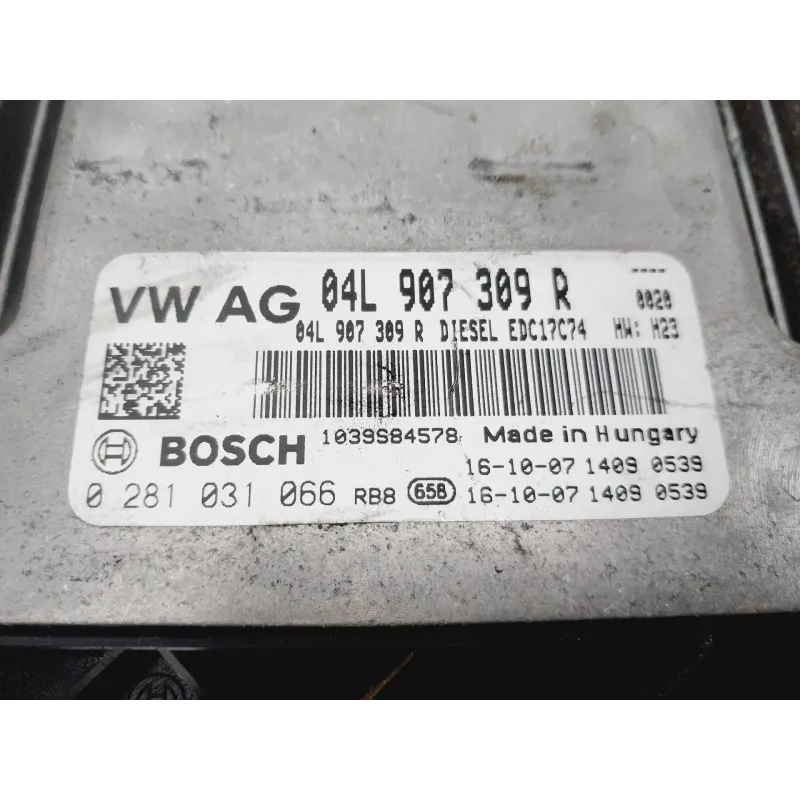 VW AG 04L 907 309 R ----
0020
04L 907 309 R DIESEL EDC17C74 HW: H23
BOSCH 1039S84578 Made in Hungary
16-10-07 1409 0539
0 281 031 066 RB8 65B 16-10-07 1409 0539